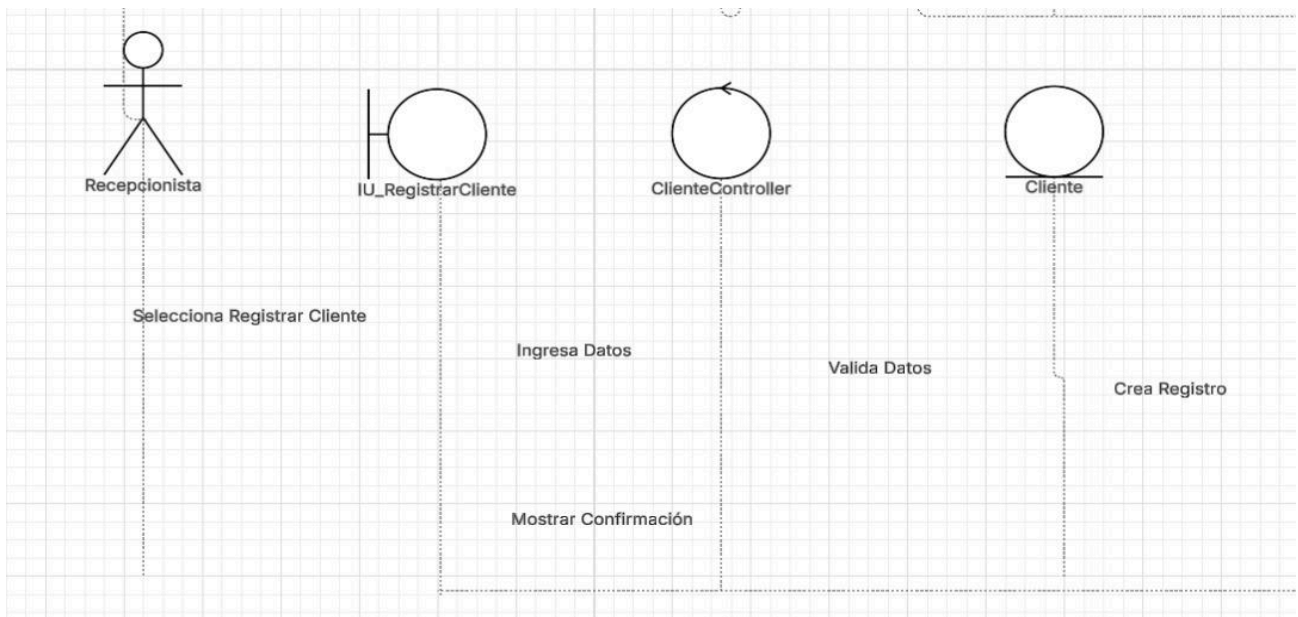 Recepcionista
IU_RegistrarCliente
ClienteController
Cliente
Selecciona Registrar Cliente
Ingresa Datos
Valida Datos
Crea Registro
Mostrar Confirmación